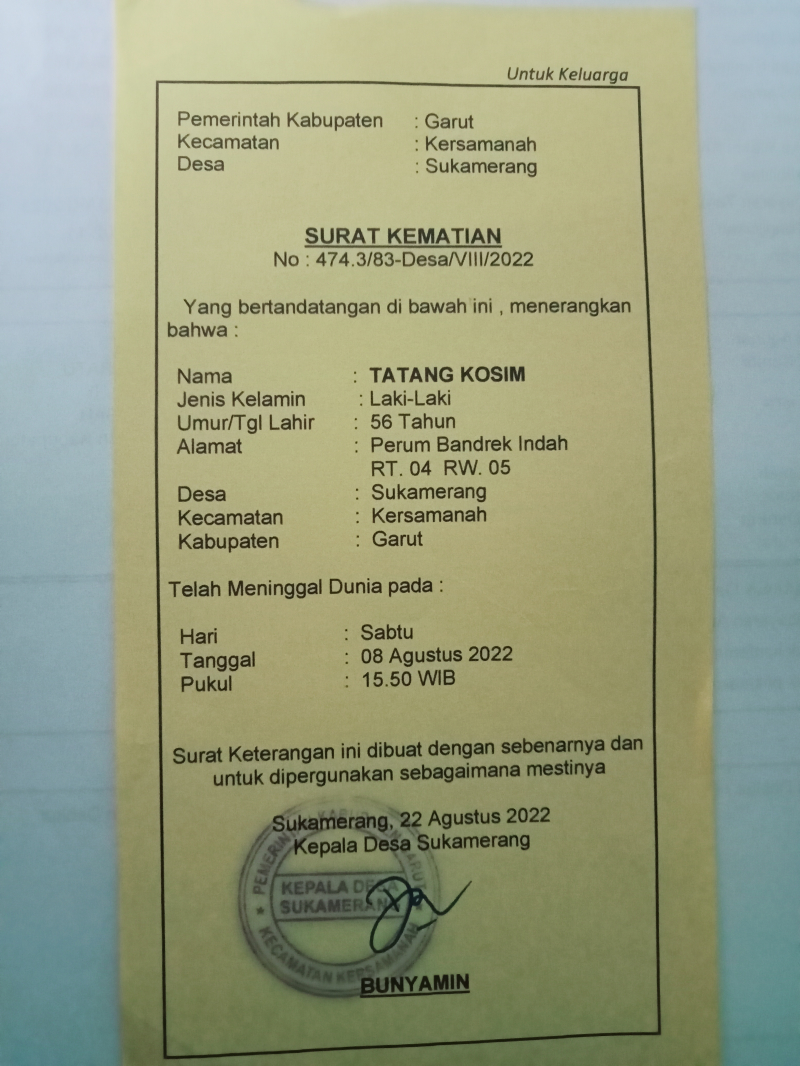 Untuk Keluarga
Pemerintah Kabupaten : Garut
Kecamatan : Kersamanah
Desa : Sukamerang
SURAT KEMATIAN
No : 474.3/83-Desa/VIII/2022
Yang bertandatangan di bawah ini , menerangkan
bahwa :
Nama : TATANG KOSIM
Jenis Kelamin : Laki-Laki
Umur/Tgl Lahir : 56 Tahun
Alamat : Perum Bandrek Indah
RT. 04 RW. 05
Desa : Sukamerang
Kecamatan : Kersamanah
Kabupaten : Garut
Telah Meninggal Dunia pada :
Hari : Sabtu
Tanggal : 08 Agustus 2022
Pukul : 15.50 WIB
Surat Keterangan ini dibuat dengan sebenarnya dan
untuk dipergunakan sebagaimana mestinya
Sukamerang, 22 Agustus 2022
Kepala Desa Sukamerang
KEPALA DESA
SUKAMERANG
KECAMATAN KERSAMANAH
BUNYAMIN